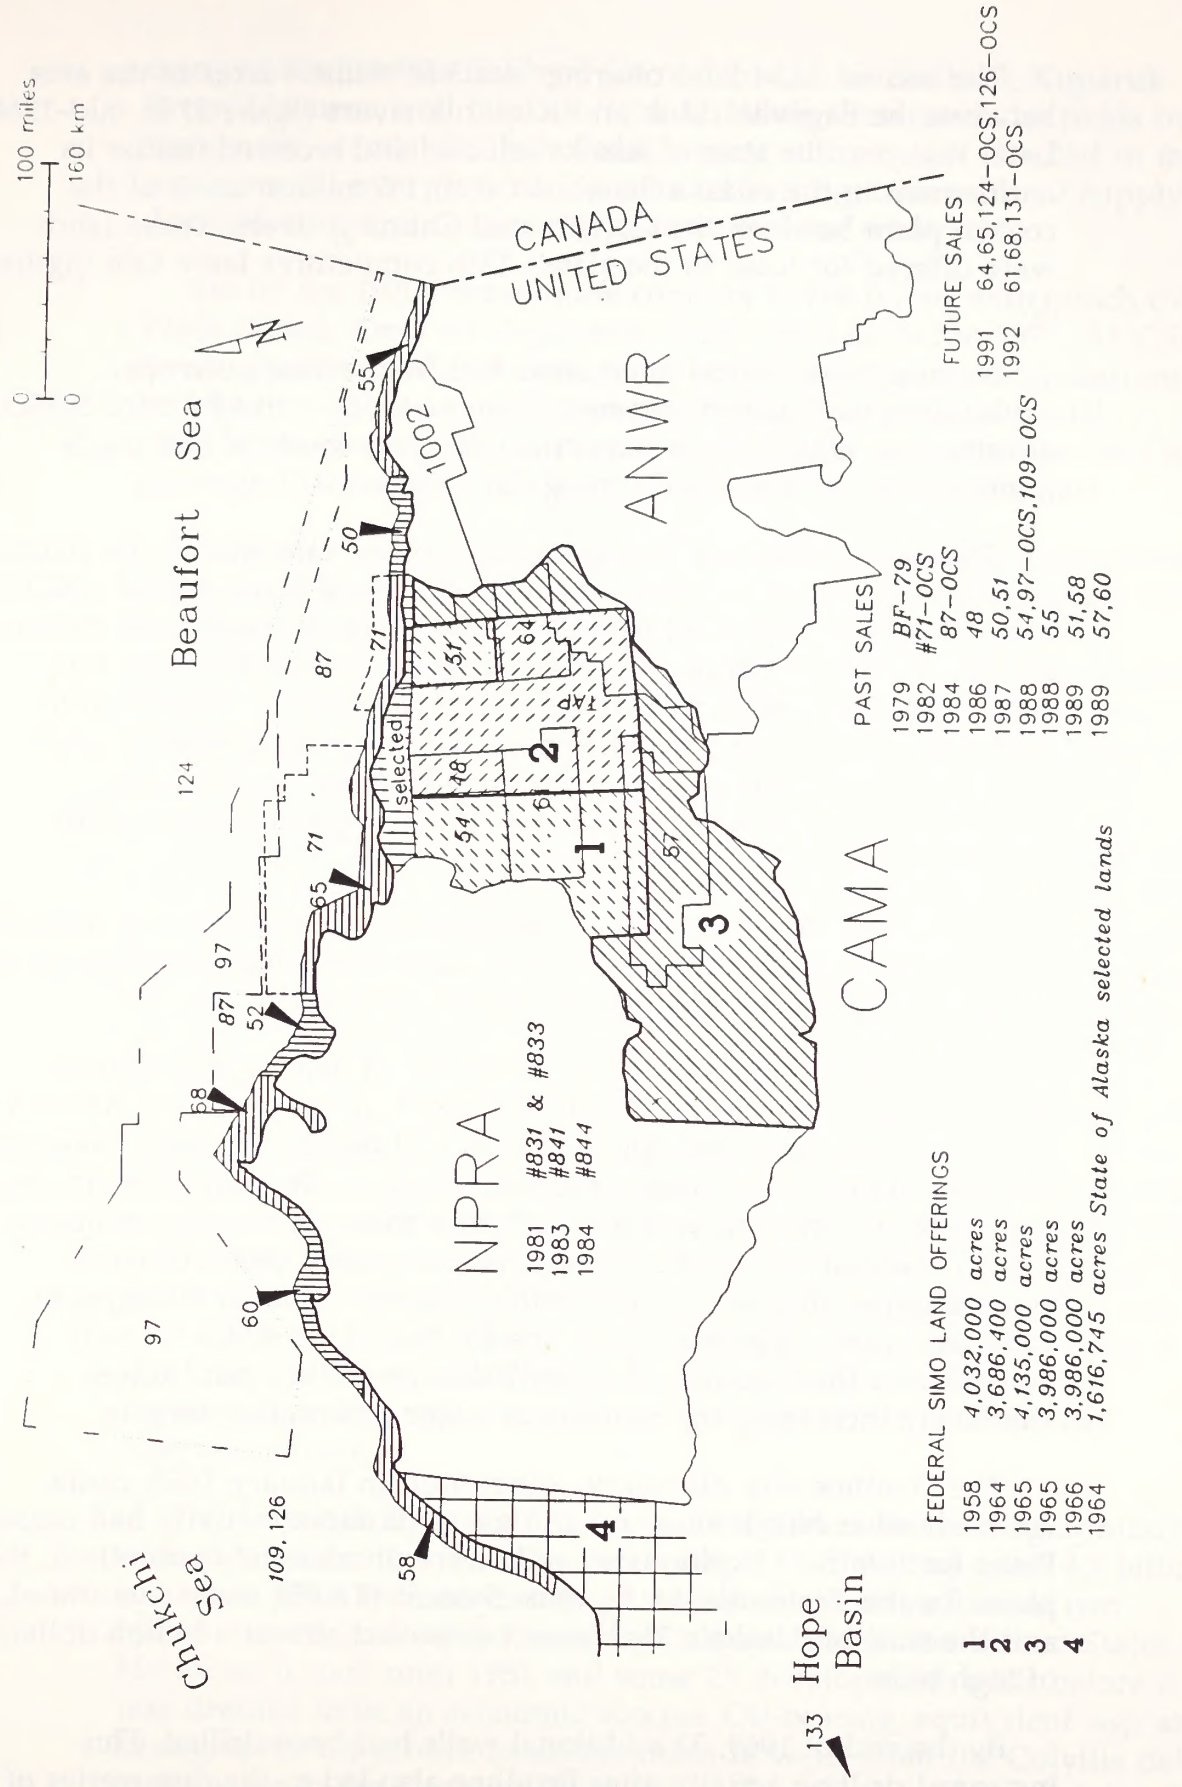 0 100 miles
0 160 km
N
Beaufort Sea
Chukchi
Sea
CANADA
UNITED STATES
124
97
87
71
87
71
97
109, 126
68
52
65
50
55
60
58
1002
ANWR
NPRA
1981 #831 & #833
1983 #841
1984 #844
CAMA
selected
54
48
51
64
TAP
57
1
2
3
4
133
Hope
Basin
FEDERAL SIMO LAND OFFERINGS
1 1958 4,032,000 acres
2 1964 3,686,400 acres
3 1965 4,135,000 acres
1965 3,986,000 acres
4 1966 3,986,000 acres
1964 1,616,745 acres State of Alaska selected lands
PAST SALES
1979 BF-79
1982 #71-OCS
1984 87-OCS
1986 48
1987 50,51
1988 54,97-OCS,109-OCS
1988 55
1989 51,58
1989 57,60
FUTURE SALES
1991 64,65,124-OCS,126-OCS
1992 61,68,131-OCS